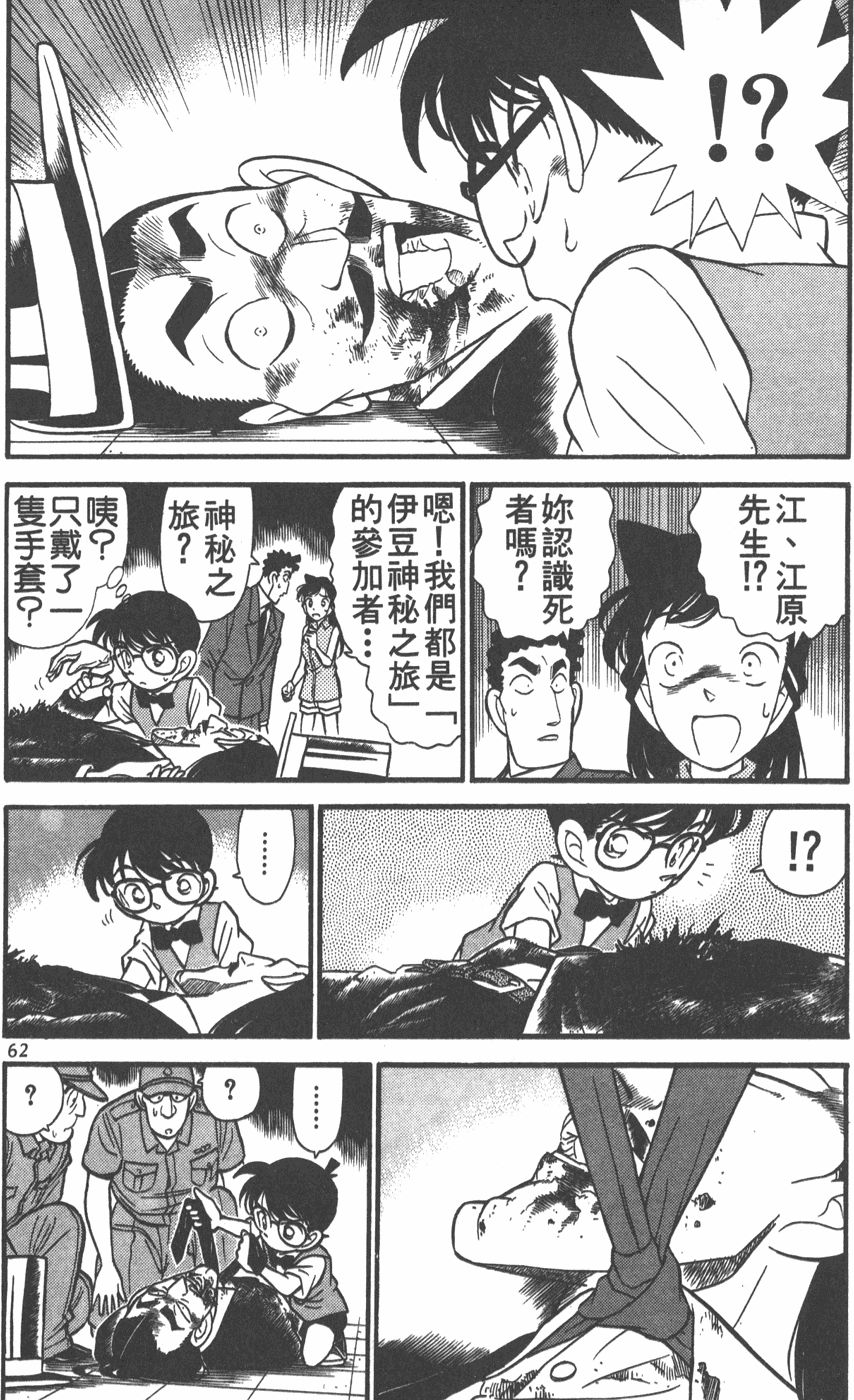 !?
江、江原
先生!?
妳認識死
者嗎？
嗯！我們都是「
伊豆神秘之旅」
的參加者…
神秘之
旅？
咦？
只戴了一
隻手套？
!?
……
62
……
？
？